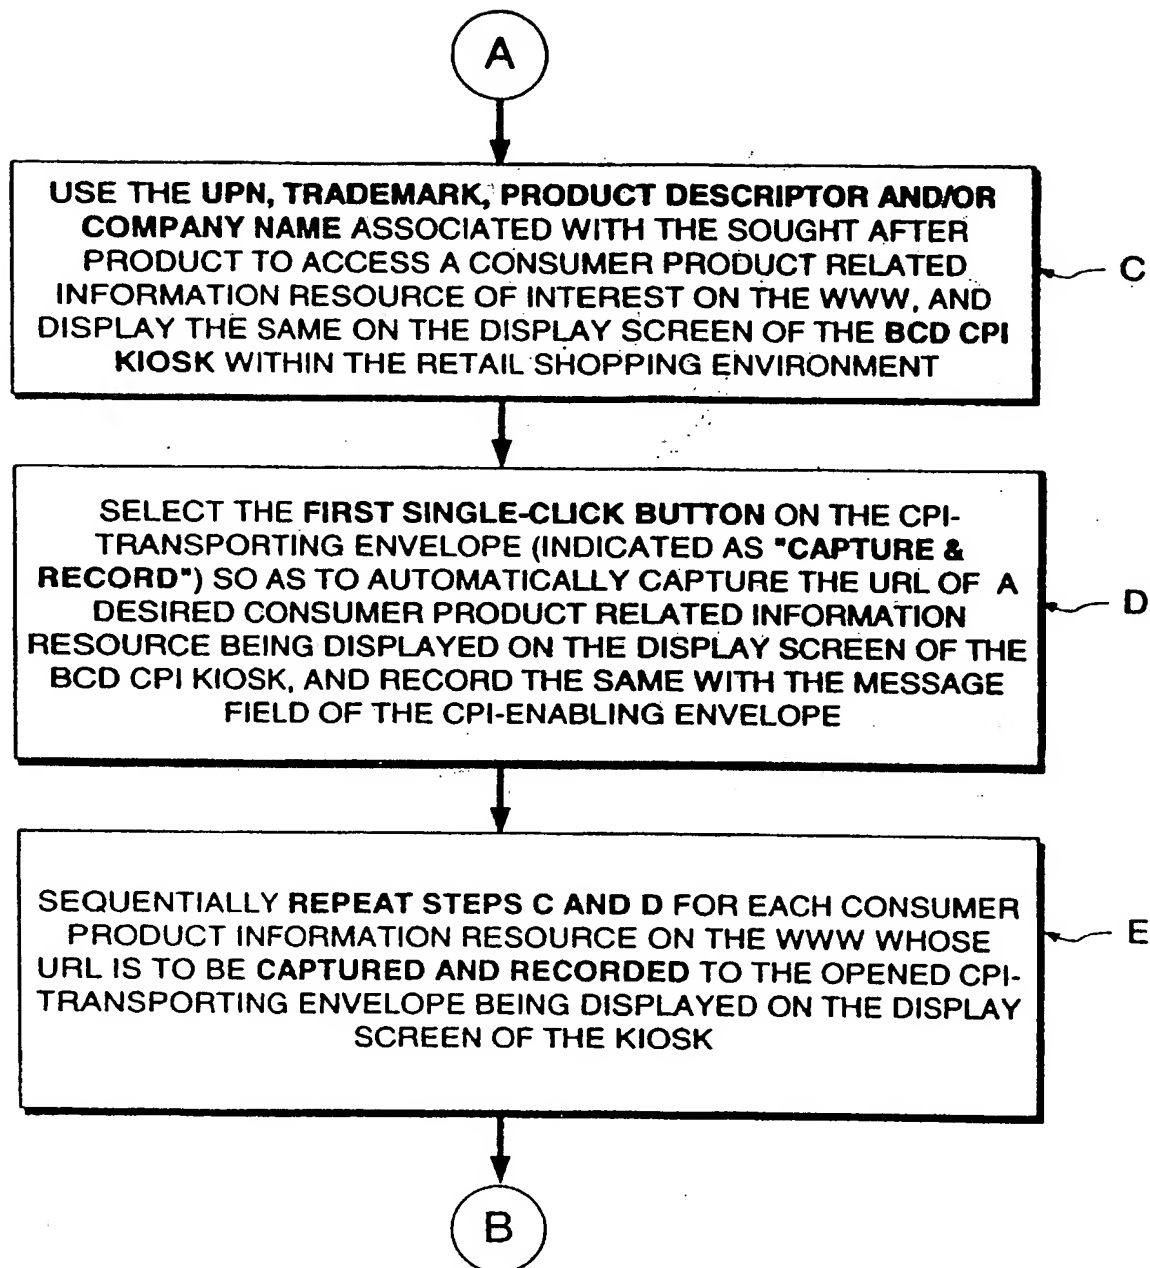 A
USE THE UPN, TRADEMARK, PRODUCT DESCRIPTOR AND/OR
COMPANY NAME ASSOCIATED WITH THE SOUGHT AFTER
PRODUCT TO ACCESS A CONSUMER PRODUCT RELATED
INFORMATION RESOURCE OF INTEREST ON THE WWW, AND
DISPLAY THE SAME ON THE DISPLAY SCREEN OF THE BCD CPI
KIOSK WITHIN THE RETAIL SHOPPING ENVIRONMENT
C
SELECT THE FIRST SINGLE-CLICK BUTTON ON THE CPI-
TRANSPORTING ENVELOPE (INDICATED AS "CAPTURE &
RECORD") SO AS TO AUTOMATICALLY CAPTURE THE URL OF A
DESIRED CONSUMER PRODUCT RELATED INFORMATION
RESOURCE BEING DISPLAYED ON THE DISPLAY SCREEN OF THE
BCD CPI KIOSK, AND RECORD THE SAME WITH THE MESSAGE
FIELD OF THE CPI-ENABLING ENVELOPE
D
SEQUENTIALLY REPEAT STEPS C AND D FOR EACH CONSUMER
PRODUCT INFORMATION RESOURCE ON THE WWW WHOSE
URL IS TO BE CAPTURED AND RECORDED TO THE OPENED CPI-
TRANSPORTING ENVELOPE BEING DISPLAYED ON THE DISPLAY
SCREEN OF THE KIOSK
E
B